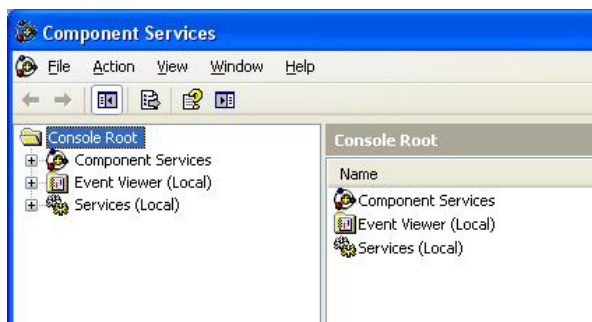 Component Services
File Action View Window Help
Console Root
Component Services
Event Viewer (Local)
Services (Local)
Console Root
Name
Component Services
Event Viewer (Local)
Services (Local)